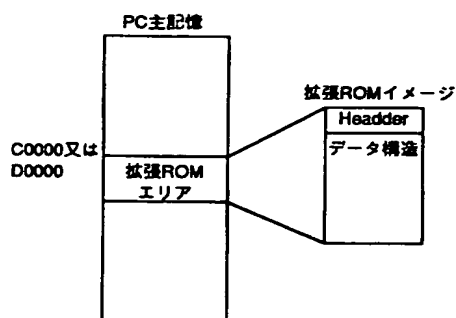 PC主記憶
拡張ROMイメージ
Headder
データ構造
C0000又は
D0000
拡張ROM
エリア